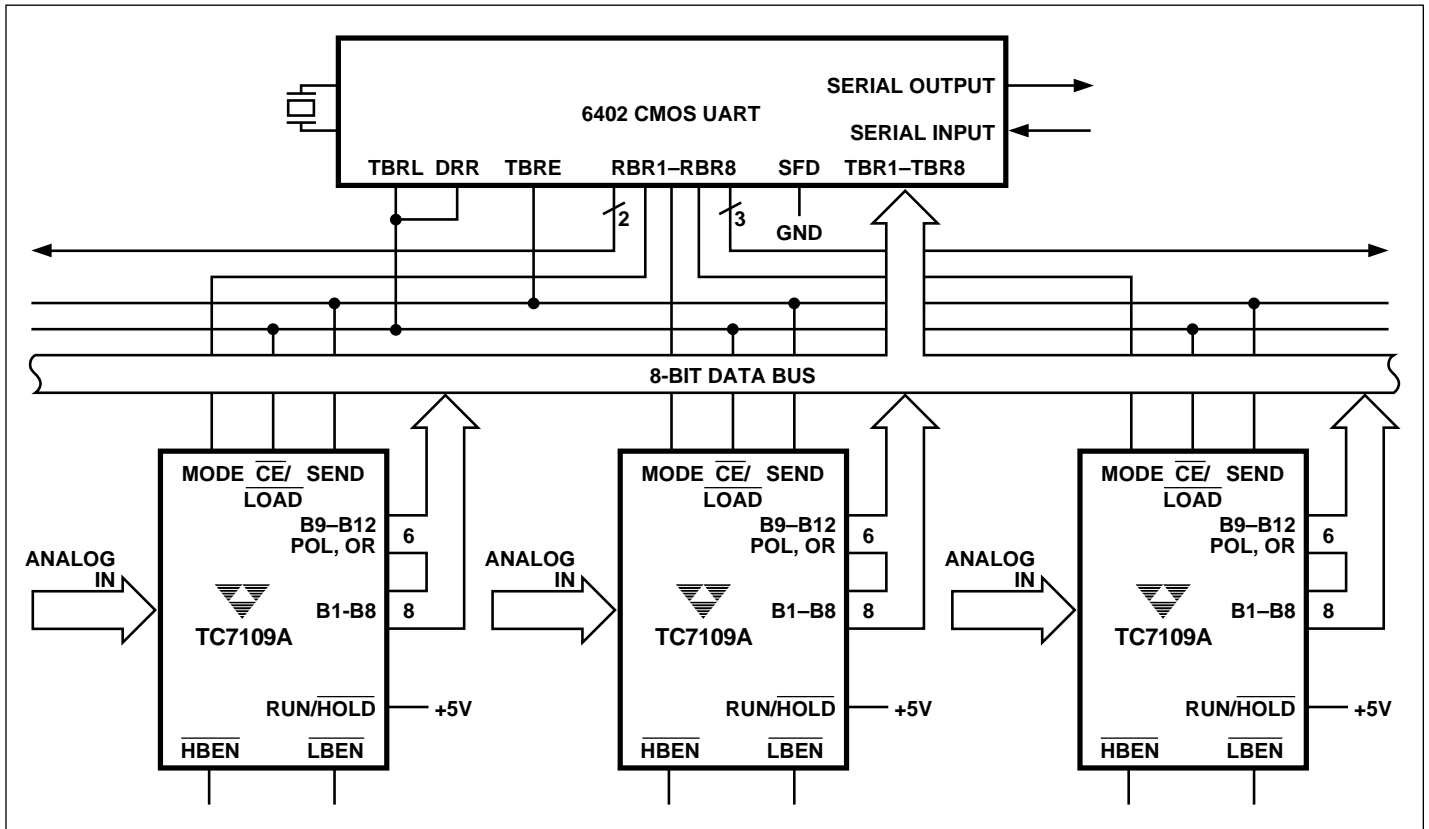 SERIAL OUTPUT
6402 CMOS UART
SERIAL INPUT
TBRL DRR TBRE RBR1–RBR8 SFD TBR1–TBR8
2
3
GND
8-BIT DATA BUS
MODE CE/ SEND
LOAD
B9–B12
POL, OR
6
ANALOG
IN
B1-B8
8
TC7109A
RUN/HOLD
+5V
HBEN
LBEN
MODE CE/ SEND
LOAD
B9–B12
POL, OR
6
ANALOG
IN
B1–B8
8
TC7109A
RUN/HOLD
+5V
HBEN
LBEN
MODE CE/ SEND
LOAD
B9–B12
POL, OR
6
ANALOG
IN
B1–B8
8
TC7109A
RUN/HOLD
+5V
HBEN
LBEN